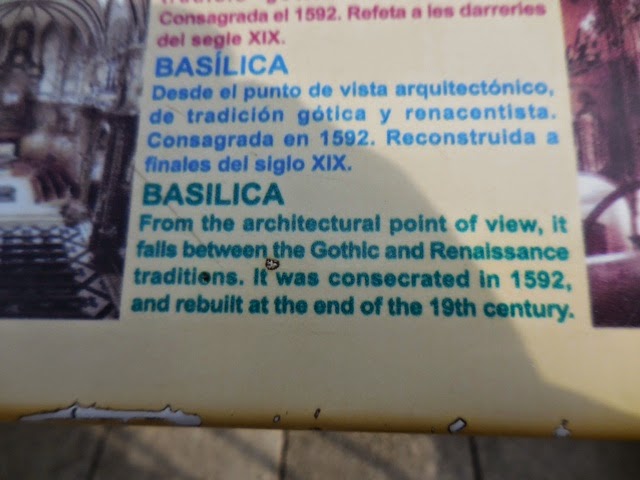 Consagrada el 1592. Refeta a les darreries
del segle XIX.
BASÍLICA
Desde el punto de vista arquitectónico,
de tradición gótica y renacentista.
Consagrada en 1592. Reconstruida a
finales del siglo XIX.
BASILICA
From the architectural point of view, it
falls between the Gothic and Renaissance
traditions. It was consecrated in 1592,
and rebuilt at the end of the 19th century.